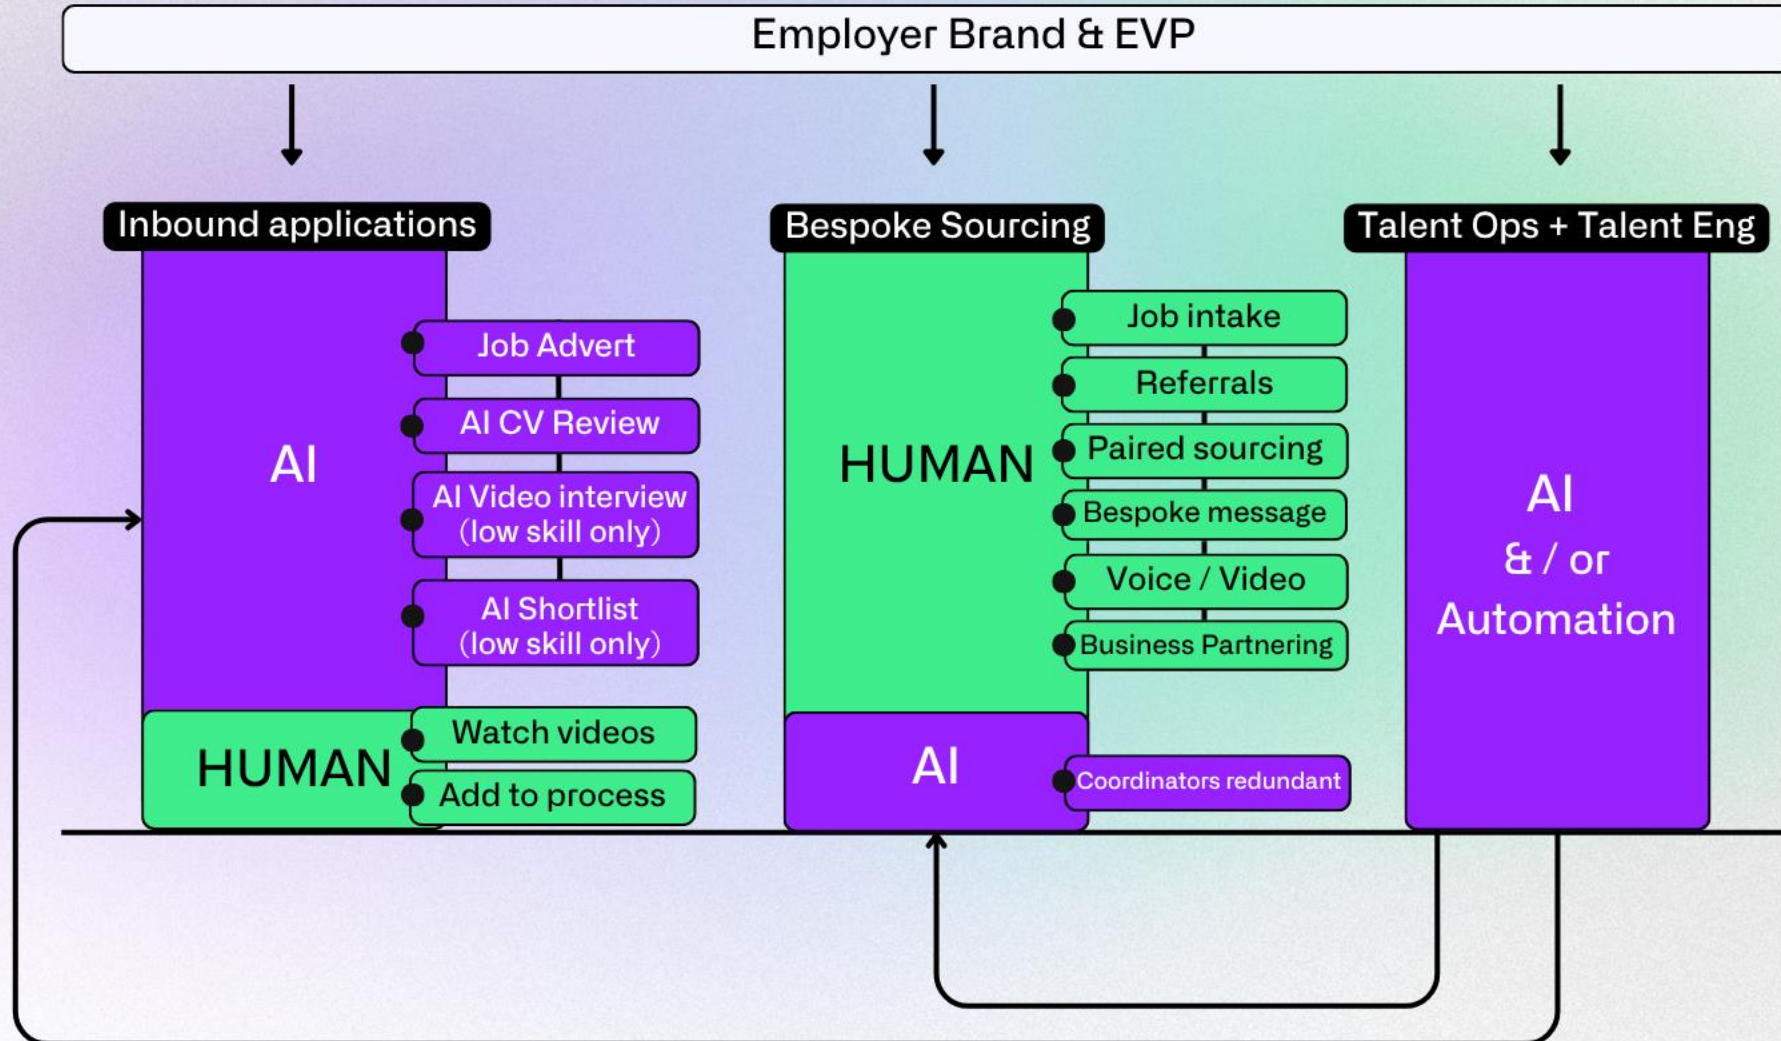 Employer Brand & EVP
Inbound applications
AI
Job Advert
AI CV Review
AI Video interview
(low skill only)
AI Shortlist
(low skill only)
HUMAN
Watch videos
Add to process
Bespoke Sourcing
HUMAN
Job intake
Referrals
Paired sourcing
Bespoke message
Voice / Video
Business Partnering
AI
Coordinators redundant
Talent Ops + Talent Eng
AI
& / or
Automation